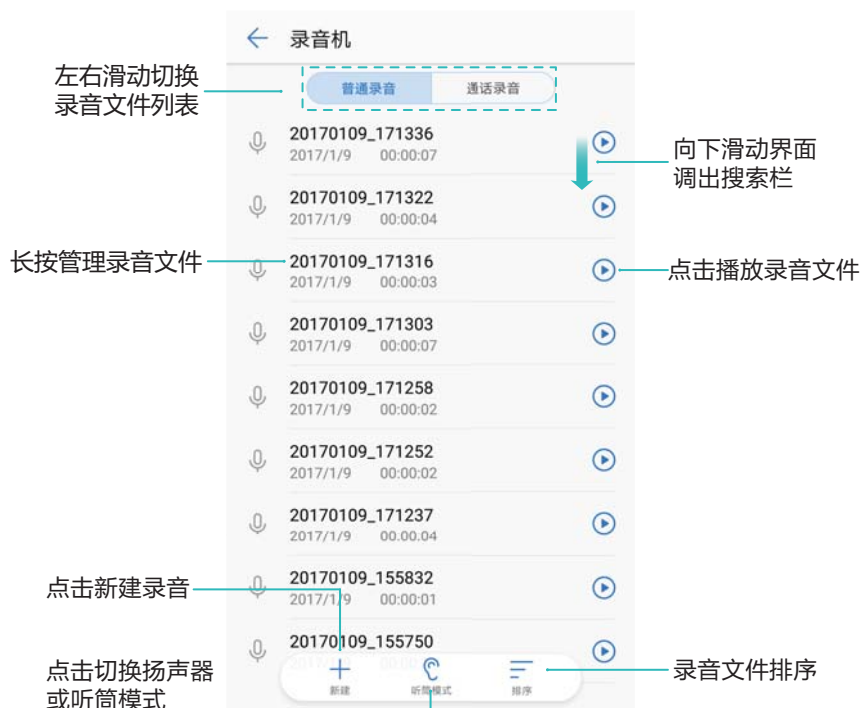 录音机
左右滑动切换
录音文件列表
普通录音 通话录音
20170109_171336
2017/1/9 00:00:07
向下滑动界面
调出搜索栏
20170109_171322
2017/1/9 00:00:04
长按管理录音文件
20170109_171316
2017/1/9 00:00:03
点击播放录音文件
20170109_171303
2017/1/9 00:00:07
20170109_171258
2017/1/9 00:00:02
20170109_171252
2017/1/9 00:00:02
20170109_171237
2017/1/9 00.00.04
点击新建录音
20170109_155832
2017/1/9 00:00:01
20170109_155750
点击切换扬声器
或听筒模式
新建 听筒模式 排序
录音文件排序